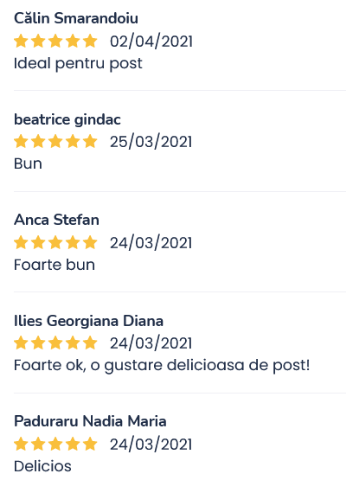 Călin Smarandoiu
02/04/2021
Ideal pentru post
beatrice gindac
25/03/2021
Bun
Anca Stefan
24/03/2021
Foarte bun
Ilies Georgiana Diana
24/03/2021
Foarte ok, o gustare delicioasa de post!
Paduraru Nadia Maria
24/03/2021
Delicios